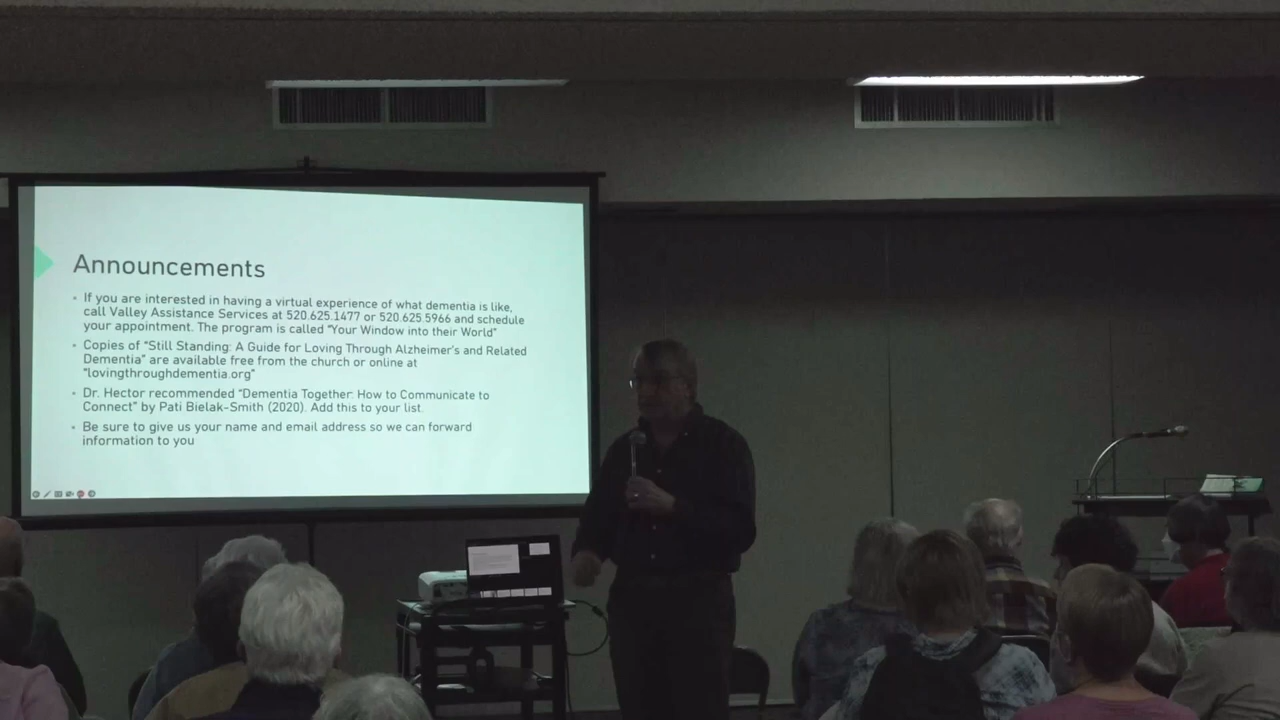 Announcements
If you are interested in having a virtual experience of what dementia is like,
call Valley Assistance Services at 520.625.1477 or 520.625.5966 and schedule
your appointment. The program is called "Your Window into their World"
Copies of "Still Standing: A Guide for Loving Through Alzheimer's and Related
Dementia" are available free from the church or online at
"lovingthroughdementia.org"
Dr. Hector recommended "Dementia Together: How to Communicate to
Connect" by Pati Bielak-Smith (2020). Add this to your list.
Be sure to give us your name and email address so we can forward
information to you